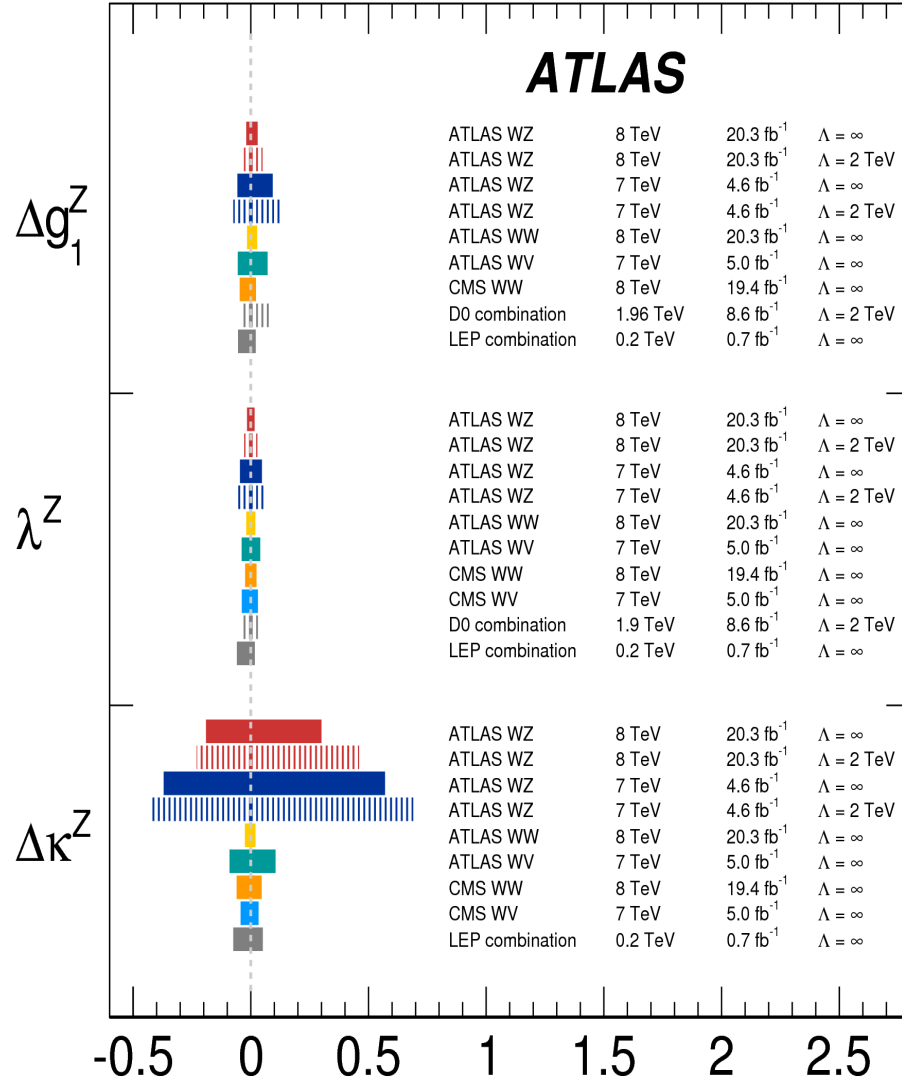 ATLAS
Δg₁ᶻ
ATLAS WZ 8 TeV 20.3 fb⁻¹ Λ = ∞
ATLAS WZ 8 TeV 20.3 fb⁻¹ Λ = 2 TeV
ATLAS WZ 7 TeV 4.6 fb⁻¹ Λ = ∞
ATLAS WZ 7 TeV 4.6 fb⁻¹ Λ = 2 TeV
ATLAS WW 8 TeV 20.3 fb⁻¹ Λ = ∞
ATLAS WV 7 TeV 5.0 fb⁻¹ Λ = ∞
CMS WW 8 TeV 19.4 fb⁻¹ Λ = ∞
D0 combination 1.96 TeV 8.6 fb⁻¹ Λ = 2 TeV
LEP combination 0.2 TeV 0.7 fb⁻¹ Λ = ∞
λᶻ
ATLAS WZ 8 TeV 20.3 fb⁻¹ Λ = ∞
ATLAS WZ 8 TeV 20.3 fb⁻¹ Λ = 2 TeV
ATLAS WZ 7 TeV 4.6 fb⁻¹ Λ = ∞
ATLAS WZ 7 TeV 4.6 fb⁻¹ Λ = 2 TeV
ATLAS WW 8 TeV 20.3 fb⁻¹ Λ = ∞
ATLAS WV 7 TeV 5.0 fb⁻¹ Λ = ∞
CMS WW 8 TeV 19.4 fb⁻¹ Λ = ∞
CMS WV 7 TeV 5.0 fb⁻¹ Λ = ∞
D0 combination 1.9 TeV 8.6 fb⁻¹ Λ = 2 TeV
LEP combination 0.2 TeV 0.7 fb⁻¹ Λ = ∞
Δκᶻ
ATLAS WZ 8 TeV 20.3 fb⁻¹ Λ = ∞
ATLAS WZ 8 TeV 20.3 fb⁻¹ Λ = 2 TeV
ATLAS WZ 7 TeV 4.6 fb⁻¹ Λ = ∞
ATLAS WZ 7 TeV 4.6 fb⁻¹ Λ = 2 TeV
ATLAS WW 8 TeV 20.3 fb⁻¹ Λ = ∞
ATLAS WV 7 TeV 5.0 fb⁻¹ Λ = ∞
CMS WW 8 TeV 19.4 fb⁻¹ Λ = ∞
CMS WV 7 TeV 5.0 fb⁻¹ Λ = ∞
LEP combination 0.2 TeV 0.7 fb⁻¹ Λ = ∞
-0.5 0 0.5 1 1.5 2 2.5